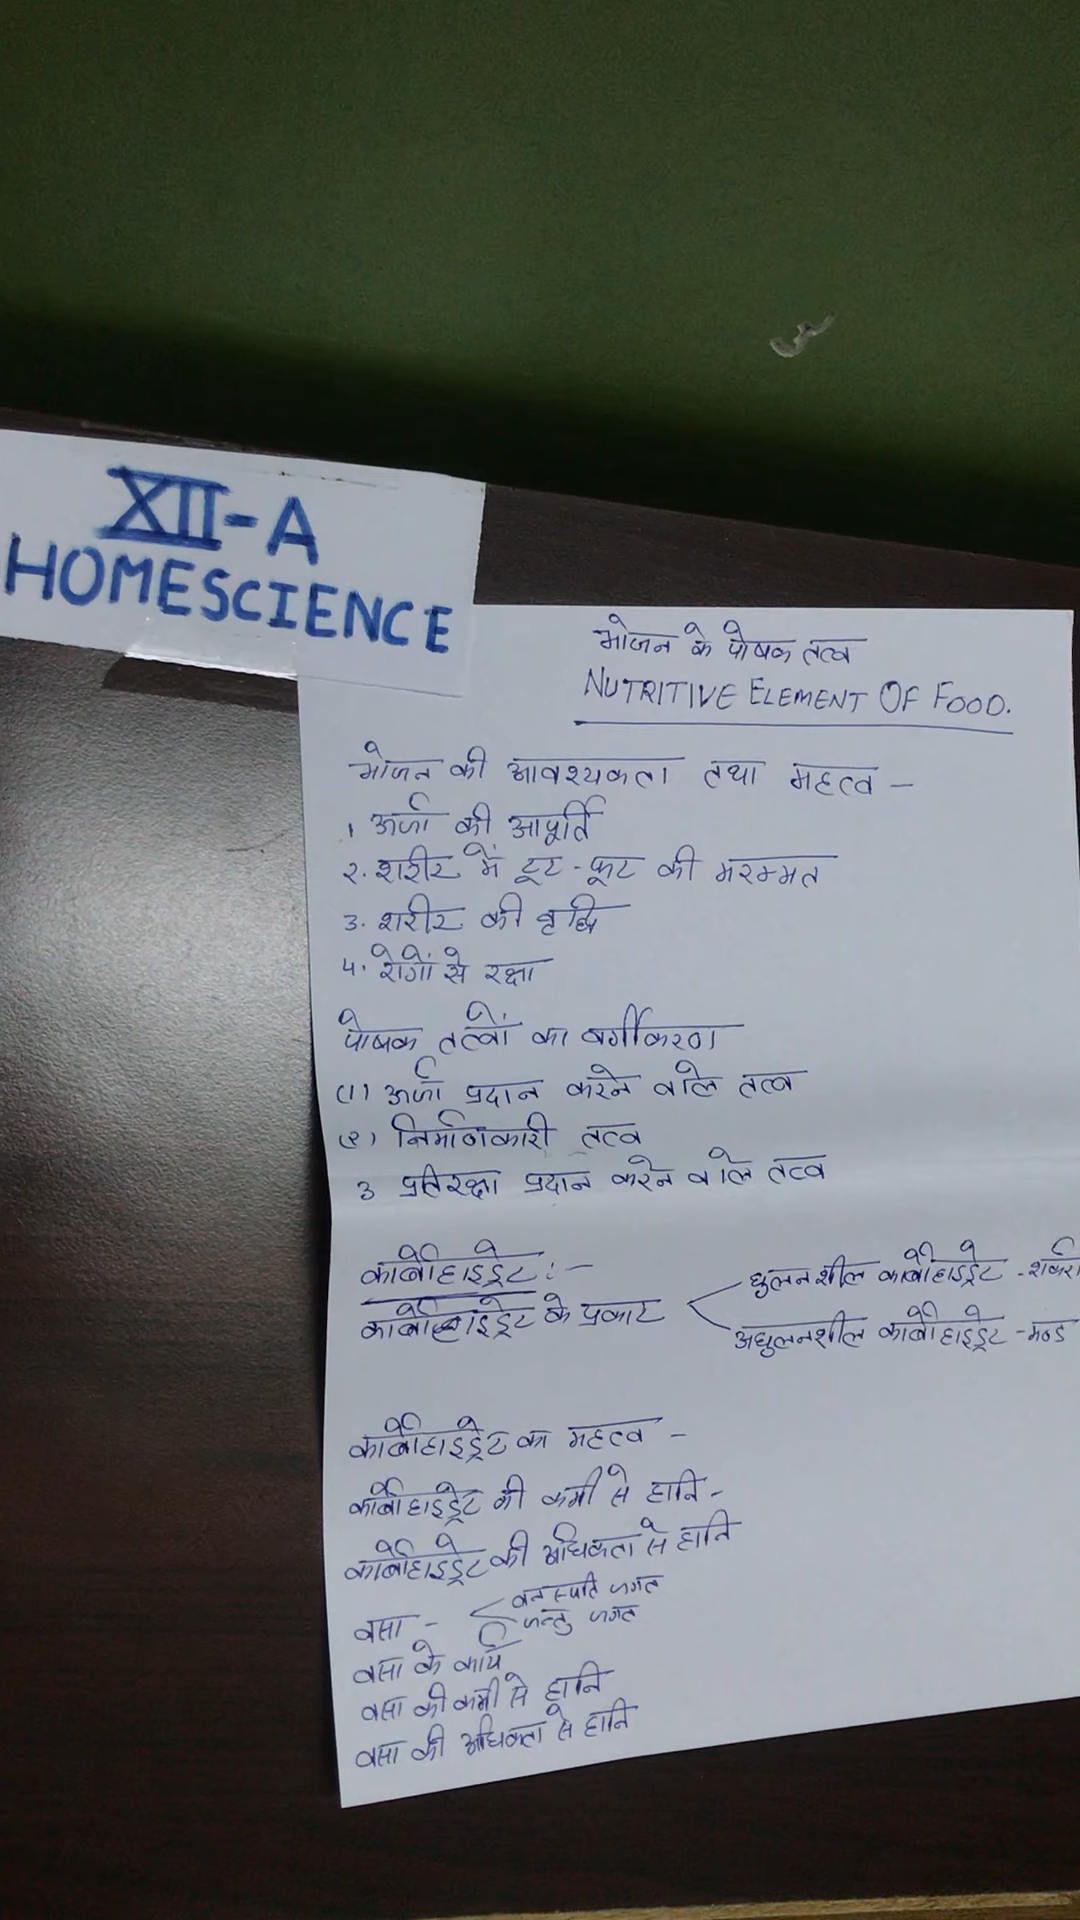 XII-A
HOMESCIENCE
भोजन के पोषक तत्व
NUTRITIVE ELEMENT OF FOOD.
भोजन की आवश्यकता तथा महत्व -
1. ऊर्जा की आपूर्ति
२. शरीर में टूट-फूट की मरम्मत
3. शरीर की वृद्धि
4. रोगों से रक्षा
पोषक तत्वों का वर्गीकरण
(1) ऊर्जा प्रदान करने वाले तत्व
(२) निर्माणकारी तत्व
3 प्रतिरक्षा प्रदान करने वाले तत्व
कार्बोहाइड्रेट :-
कार्बोहाइड्रेट के प्रकार
घुलनशील कार्बोहाइड्रेट - शर्करा
अघुलनशील कार्बोहाइड्रेट - मण्ड
कार्बोहाइड्रेट का महत्व -
कार्बोहाइड्रेट की कमी से हानि -
कार्बोहाइड्रेट की अधिकता से हानि
वसा - वनस्पति जगत
जन्तु जगत
वसा के कार्य
वसा की कमी से हानि
वसा की अधिकता से हानि